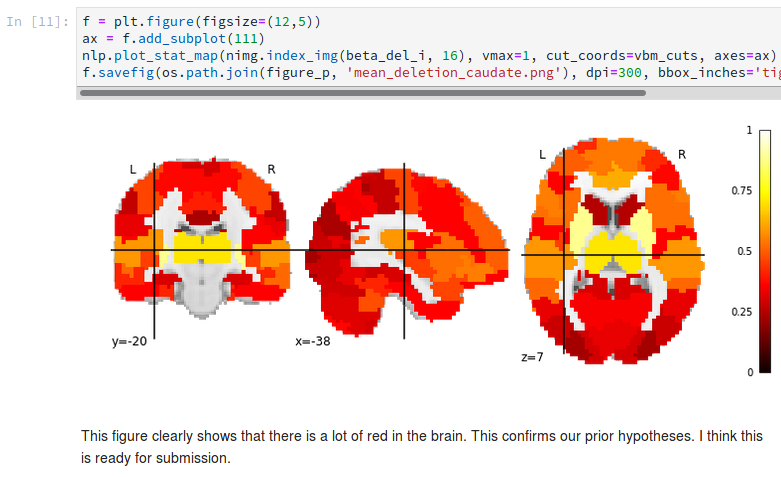 In [11]:
f = plt.figure(figsize=(12,5))
ax = f.add_subplot(111)
nlp.plot_stat_map(nimg.index_img(beta_del_i, 16), vmax=1, cut_coords=vbm_cuts, axes=ax)
f.savefig(os.path.join(figure_p, 'mean_deletion_caudate.png'), dpi=300, bbox_inches='tig
L R
L R
y=-20
x=-38
z=7
1
0.75
0.5
0.25
0
This figure clearly shows that there is a lot of red in the brain. This confirms our prior hypotheses. I think this
is ready for submission.